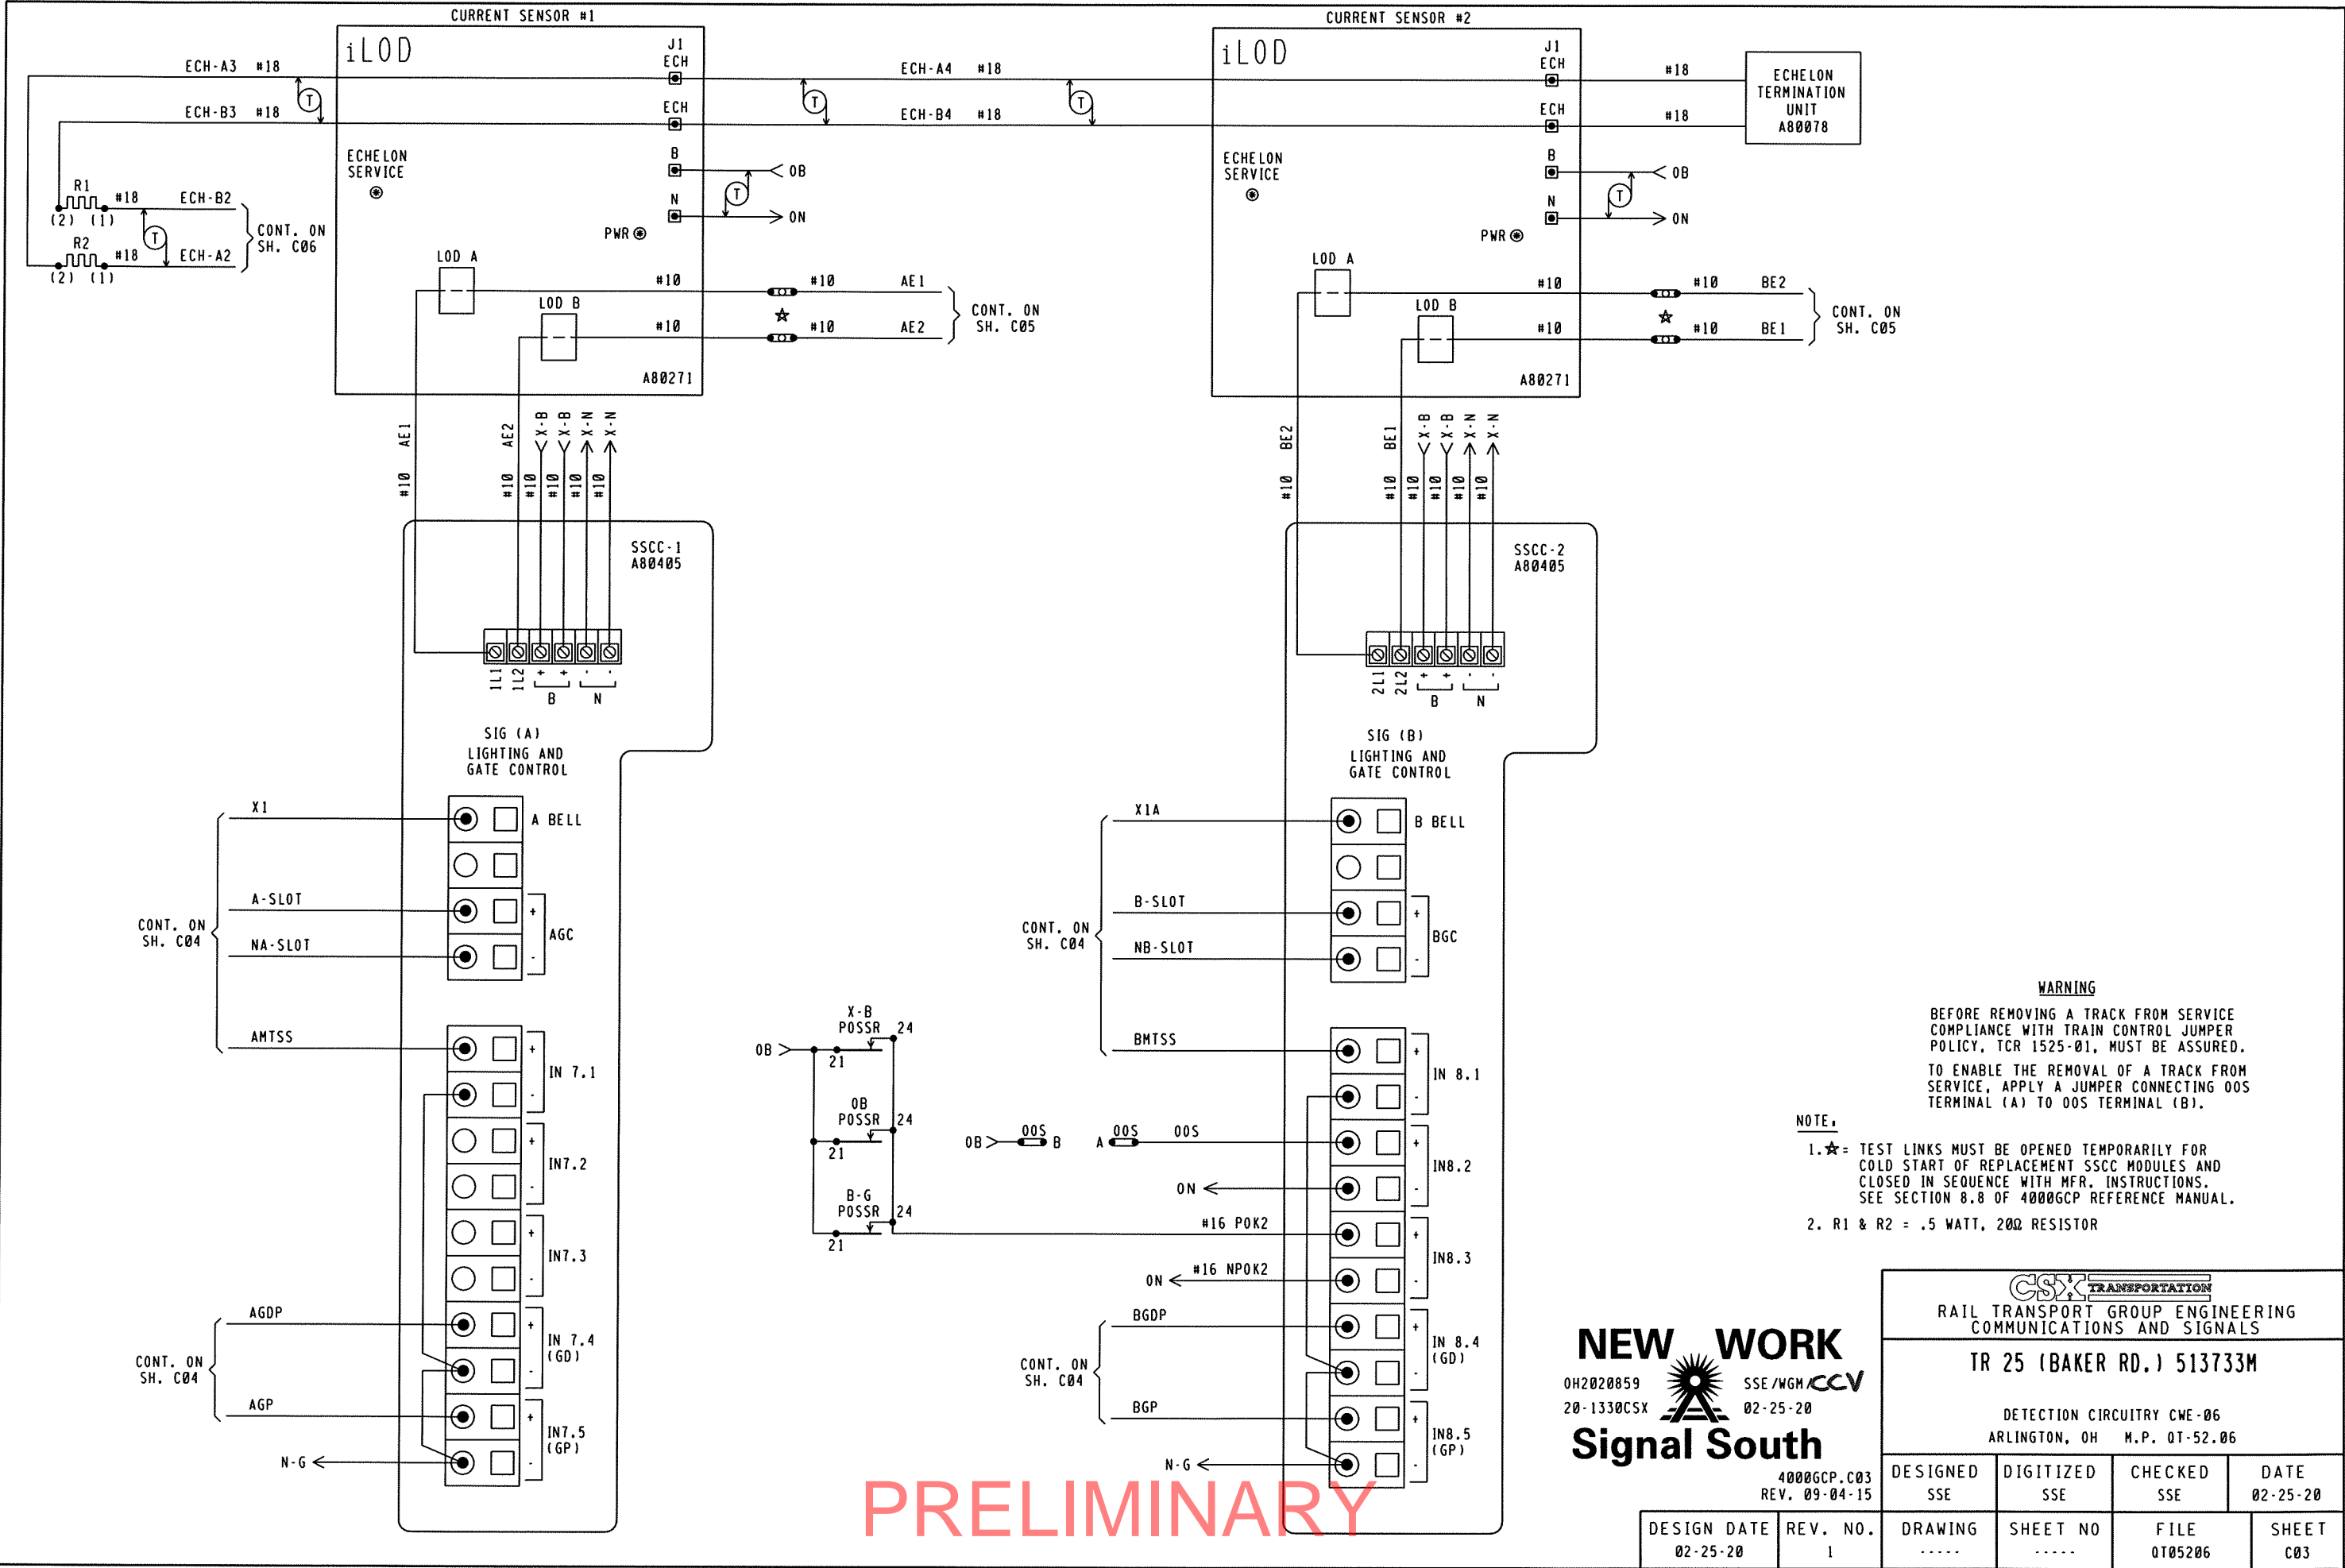 CURRENT SENSOR #1
iLOD
J1
ECH
ECH-A3 #18
ECH-B3 #18
ECH
ECHELON
SERVICE
B
OB
N
ON
PWR
R1
#18 ECH-B2
(2) (1)
R2
#18 ECH-A2
(2) (1)
CONT. ON
SH. C06
T
T
T
LOD A
LOD B
#10
#10 AE1
#10
#10 AE2
CONT. ON
SH. C05
A80271
ECH-A4 #18
ECH-B4 #18
T
T
CURRENT SENSOR #2
iLOD
J1
ECH
ECH
#18
#18
ECHELON
TERMINATION
UNIT
A80078
ECHELON
SERVICE
B
OB
N
ON
T
PWR
LOD A
LOD B
#10
#10 BE2
#10
#10 BE1
CONT. ON
SH. C05
A80271
#10 AE1
#10 AE2
#10 X-B
#10 X-B
#10 X-N
#10 X-N
SSCC-1
A80405
1L1
1L2
+ + - -
B N
SIG (A)
LIGHTING AND
GATE CONTROL
X1
A BELL
A-SLOT
NA-SLOT
+
AGC
-
CONT. ON
SH. C04
AMTSS
+
IN 7.1
-
+
IN7.2
-
+
IN7.3
-
AGDP
+
IN 7.4
(GD)
-
CONT. ON
SH. C04
AGP
+
IN7.5
(GP)
-
N-G
#10 BE2
#10 BE1
#10 X-B
#10 X-B
#10 X-N
#10 X-N
SSCC-2
A80405
2L1
2L2
+ + - -
B N
SIG (B)
LIGHTING AND
GATE CONTROL
X1A
B BELL
B-SLOT
NB-SLOT
+
BGC
-
CONT. ON
SH. C04
BMTSS
+
IN 8.1
-
OB
X-B
POSSR 24
21
OB
POSSR 24
21
B-G
POSSR 24
21
OB OOS B
A OOS OOS
+
IN8.2
-
ON
#16 POK2
+
IN8.3
-
ON #16 NPOK2
BGDP
+
IN 8.4
(GD)
-
CONT. ON
SH. C04
BGP
+
IN8.5
(GP)
-
N-G
WARNING
BEFORE REMOVING A TRACK FROM SERVICE
COMPLIANCE WITH TRAIN CONTROL JUMPER
POLICY, TCR 1525-01, MUST BE ASSURED.
TO ENABLE THE REMOVAL OF A TRACK FROM
SERVICE, APPLY A JUMPER CONNECTING OOS
TERMINAL (A) TO OOS TERMINAL (B).
NOTE:
1.☆= TEST LINKS MUST BE OPENED TEMPORARILY FOR
COLD START OF REPLACEMENT SSCC MODULES AND
CLOSED IN SEQUENCE WITH MFR. INSTRUCTIONS.
SEE SECTION 8.8 OF 4000GCP REFERENCE MANUAL.
2. R1 & R2 = .5 WATT, 20Ω RESISTOR
NEW WORK
OH2020859 SSE/WGM/CCV
20-1330CSX 02-25-20
Signal South
4000GCP.C03
REV. 09-04-15
PRELIMINARY
CSX TRANSPORTATION
RAIL TRANSPORT GROUP ENGINEERING
COMMUNICATIONS AND SIGNALS
TR 25 (BAKER RD.) 513733M
DETECTION CIRCUITRY CWE-06
ARLINGTON, OH M.P. QT-52.06
DESIGNED DIGITIZED CHECKED DATE
SSE SSE SSE 02-25-20
DESIGN DATE REV. NO. DRAWING SHEET NO FILE SHEET
02-25-20 1 ----- ----- QT05206 C03